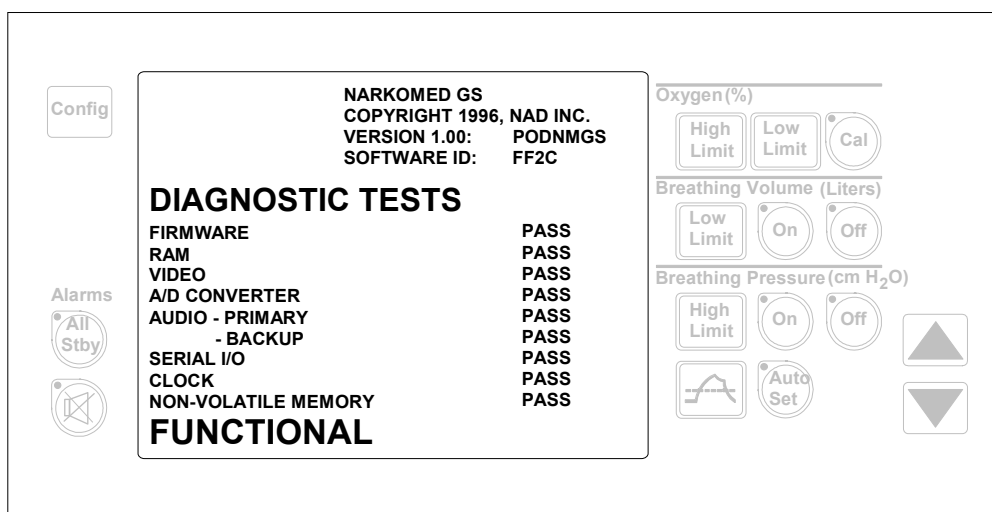 Config
NARKOMED GS
COPYRIGHT 1996, NAD INC.
VERSION 1.00: PODNMGS
SOFTWARE ID: FF2C
DIAGNOSTIC TESTS
FIRMWARE PASS
RAM PASS
VIDEO PASS
A/D CONVERTER PASS
AUDIO - PRIMARY PASS
- BACKUP PASS
SERIAL I/O PASS
CLOCK PASS
NON-VOLATILE MEMORY PASS
FUNCTIONAL
Alarms
All
Stby
Oxygen (%)
High
Limit
Low
Limit
Cal
Breathing Volume (Liters)
Low
Limit
On
Off
Breathing Pressure (cm H2O)
High
Limit
On
Off
Auto
Set